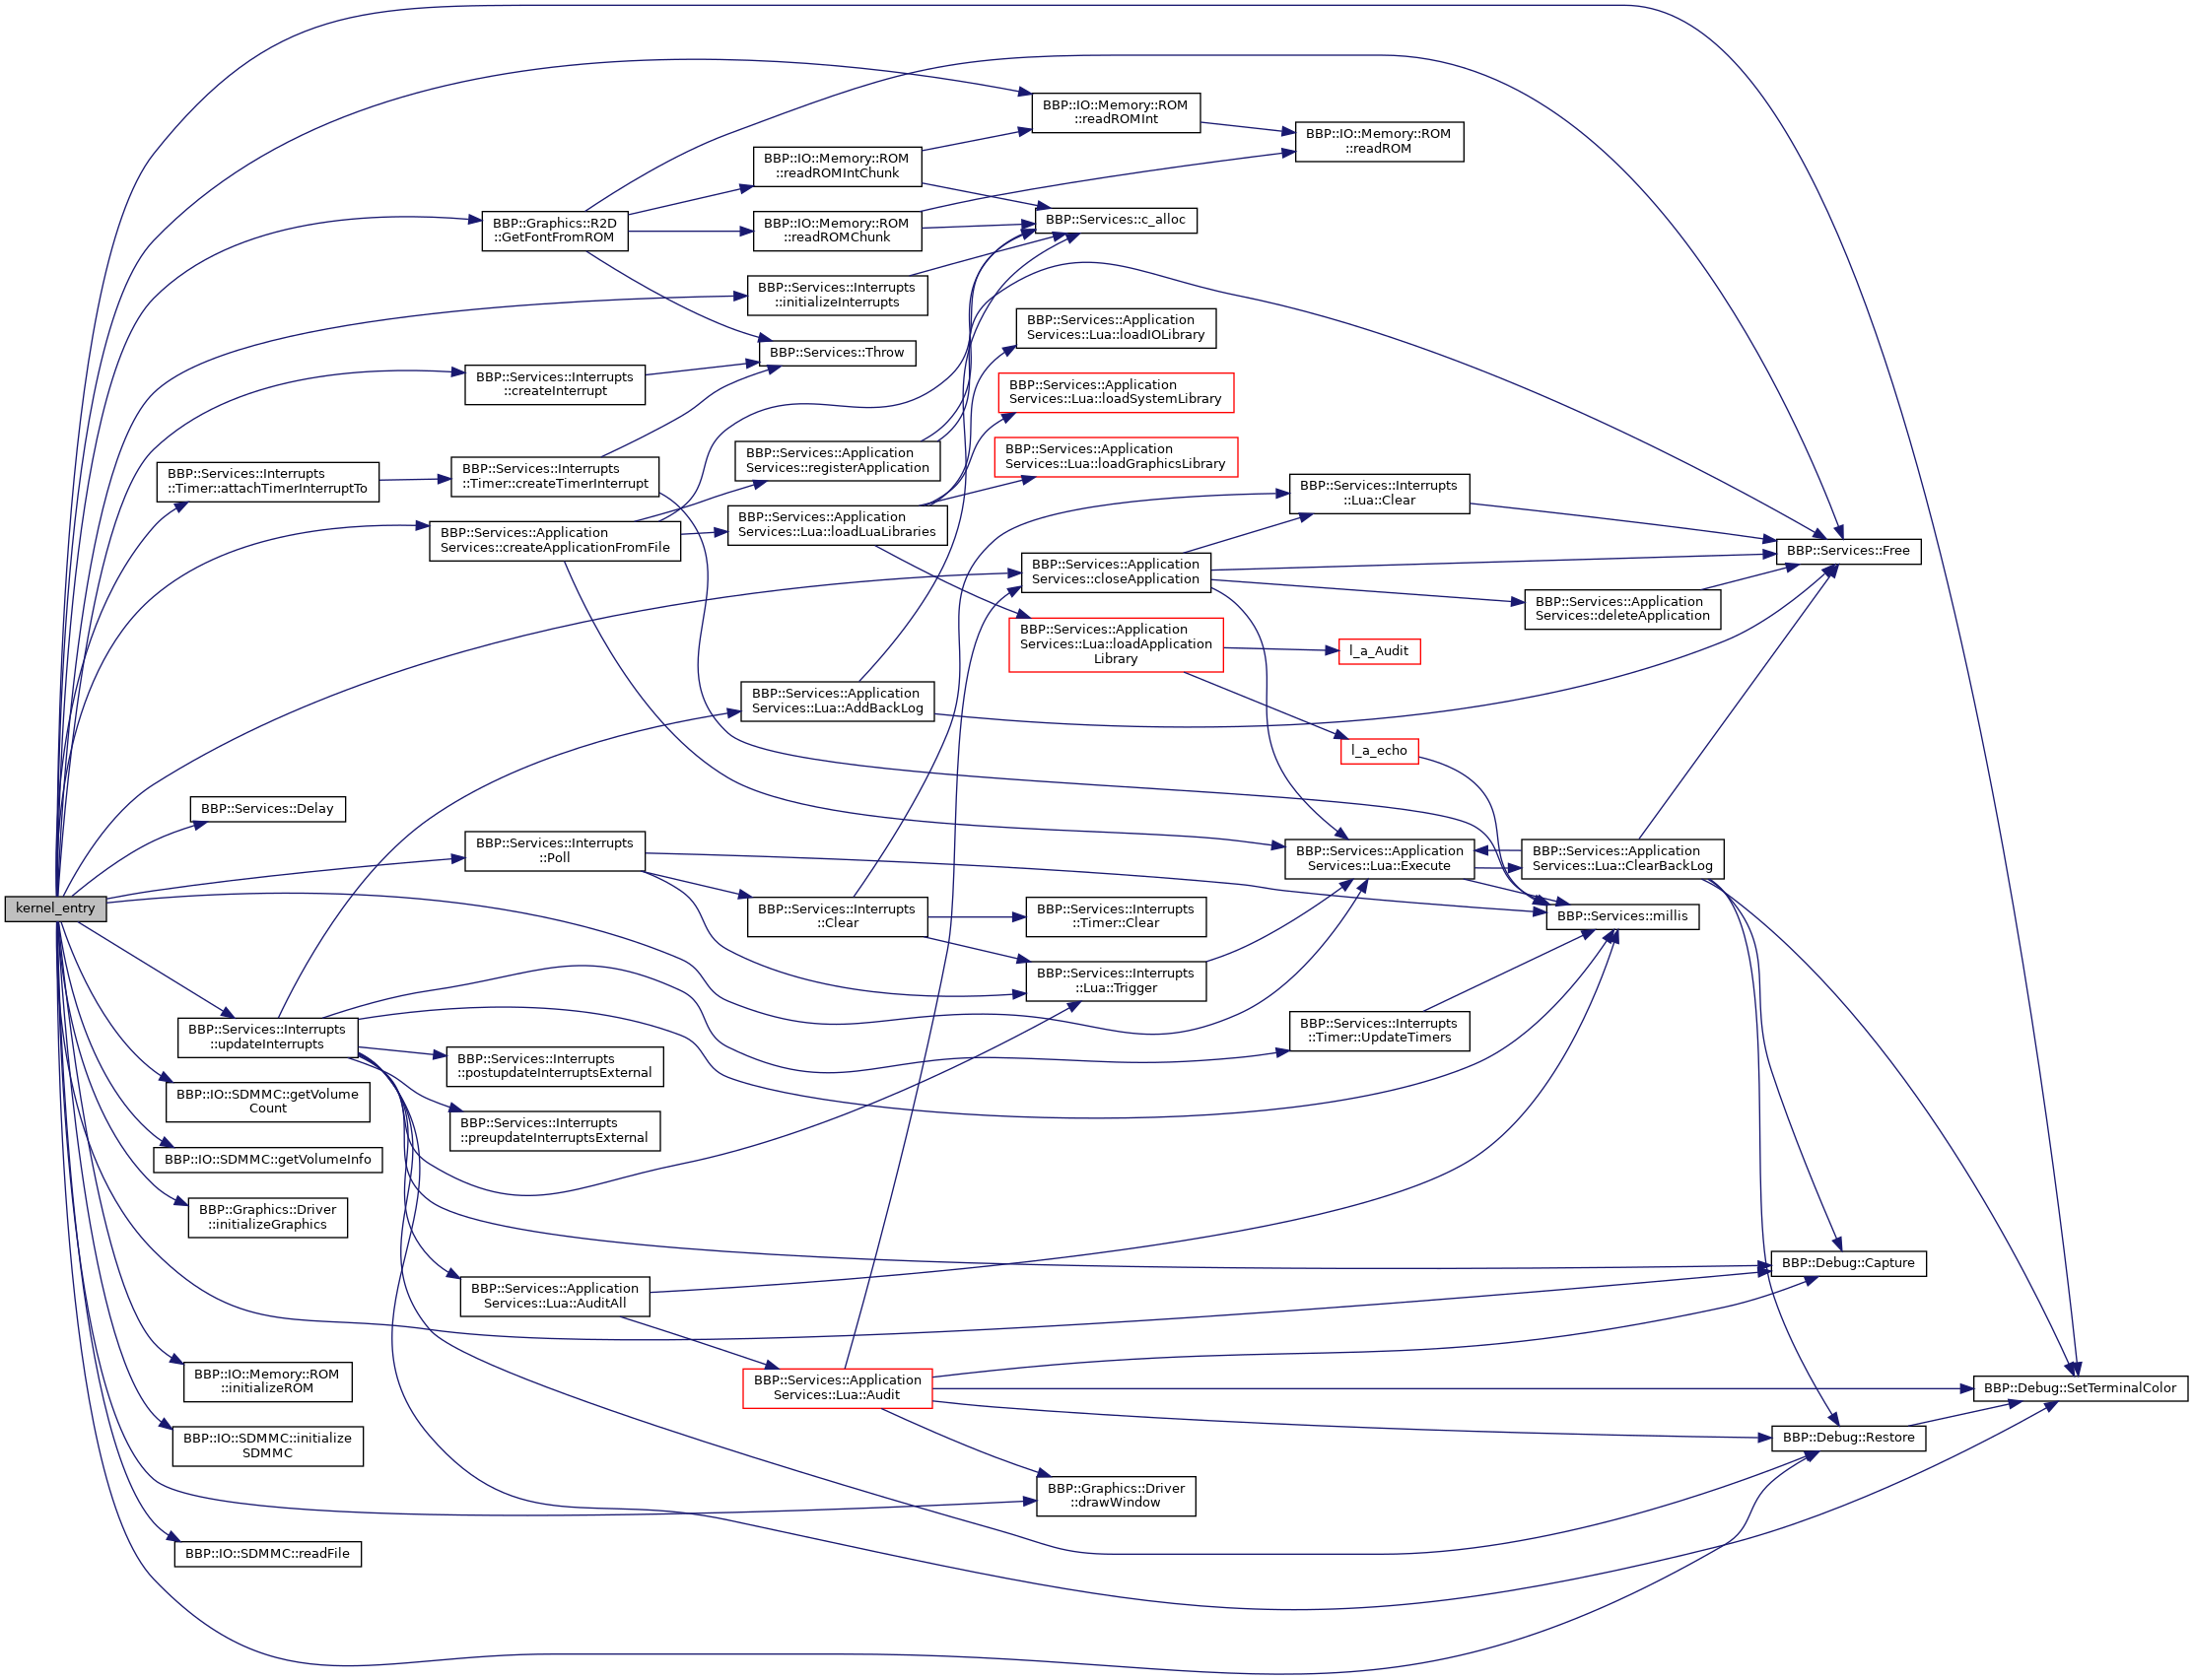 BBP::IO::Memory::ROM
::readROMInt
BBP::IO::Memory::ROM
::readROM
BBP::IO::Memory::ROM
::readROMIntChunk
BBP::Graphics::R2D
::GetFontFromROM
BBP::IO::Memory::ROM
::readROMChunk
BBP::Services::c_alloc
BBP::Services::Interrupts
::initializeInterrupts
BBP::Services::Application
Services::Lua::loadIOLibrary
BBP::Services::Throw
BBP::Services::Interrupts
::createInterrupt
BBP::Services::Application
Services::Lua::loadSystemLibrary
BBP::Services::Application
Services::registerApplication
BBP::Services::Application
Services::Lua::loadGraphicsLibrary
BBP::Services::Interrupts
::Timer::attachTimerInterruptTo
BBP::Services::Interrupts
::Timer::createTimerInterrupt
BBP::Services::Interrupts
::Lua::Clear
BBP::Services::Application
Services::createApplicationFromFile
BBP::Services::Application
Services::Lua::loadLuaLibraries
BBP::Services::Free
BBP::Services::Application
Services::closeApplication
BBP::Services::Application
Services::deleteApplication
BBP::Services::Application
Services::Lua::loadApplication
Library
l_a_Audit
BBP::Services::Application
Services::Lua::AddBackLog
l_a_echo
BBP::Services::Delay
BBP::Services::Interrupts
::Poll
BBP::Services::Application
Services::Lua::Execute
BBP::Services::Application
Services::Lua::ClearBackLog
kernel_entry
BBP::Services::Interrupts
::Clear
BBP::Services::Interrupts
::Timer::Clear
BBP::Services::millis
BBP::Services::Interrupts
::Lua::Trigger
BBP::Services::Interrupts
::updateInterrupts
BBP::Services::Interrupts
::Timer::UpdateTimers
BBP::Services::Interrupts
::postupdateInterruptsExternal
BBP::IO::SDMMC::getVolume
Count
BBP::Services::Interrupts
::preupdateInterruptsExternal
BBP::IO::SDMMC::getVolumeInfo
BBP::Graphics::Driver
::initializeGraphics
BBP::Debug::Capture
BBP::Services::Application
Services::Lua::AuditAll
BBP::IO::Memory::ROM
::initializeROM
BBP::Services::Application
Services::Lua::Audit
BBP::Debug::SetTerminalColor
BBP::IO::SDMMC::initialize
SDMMC
BBP::Debug::Restore
BBP::Graphics::Driver
::drawWindow
BBP::IO::SDMMC::readFile